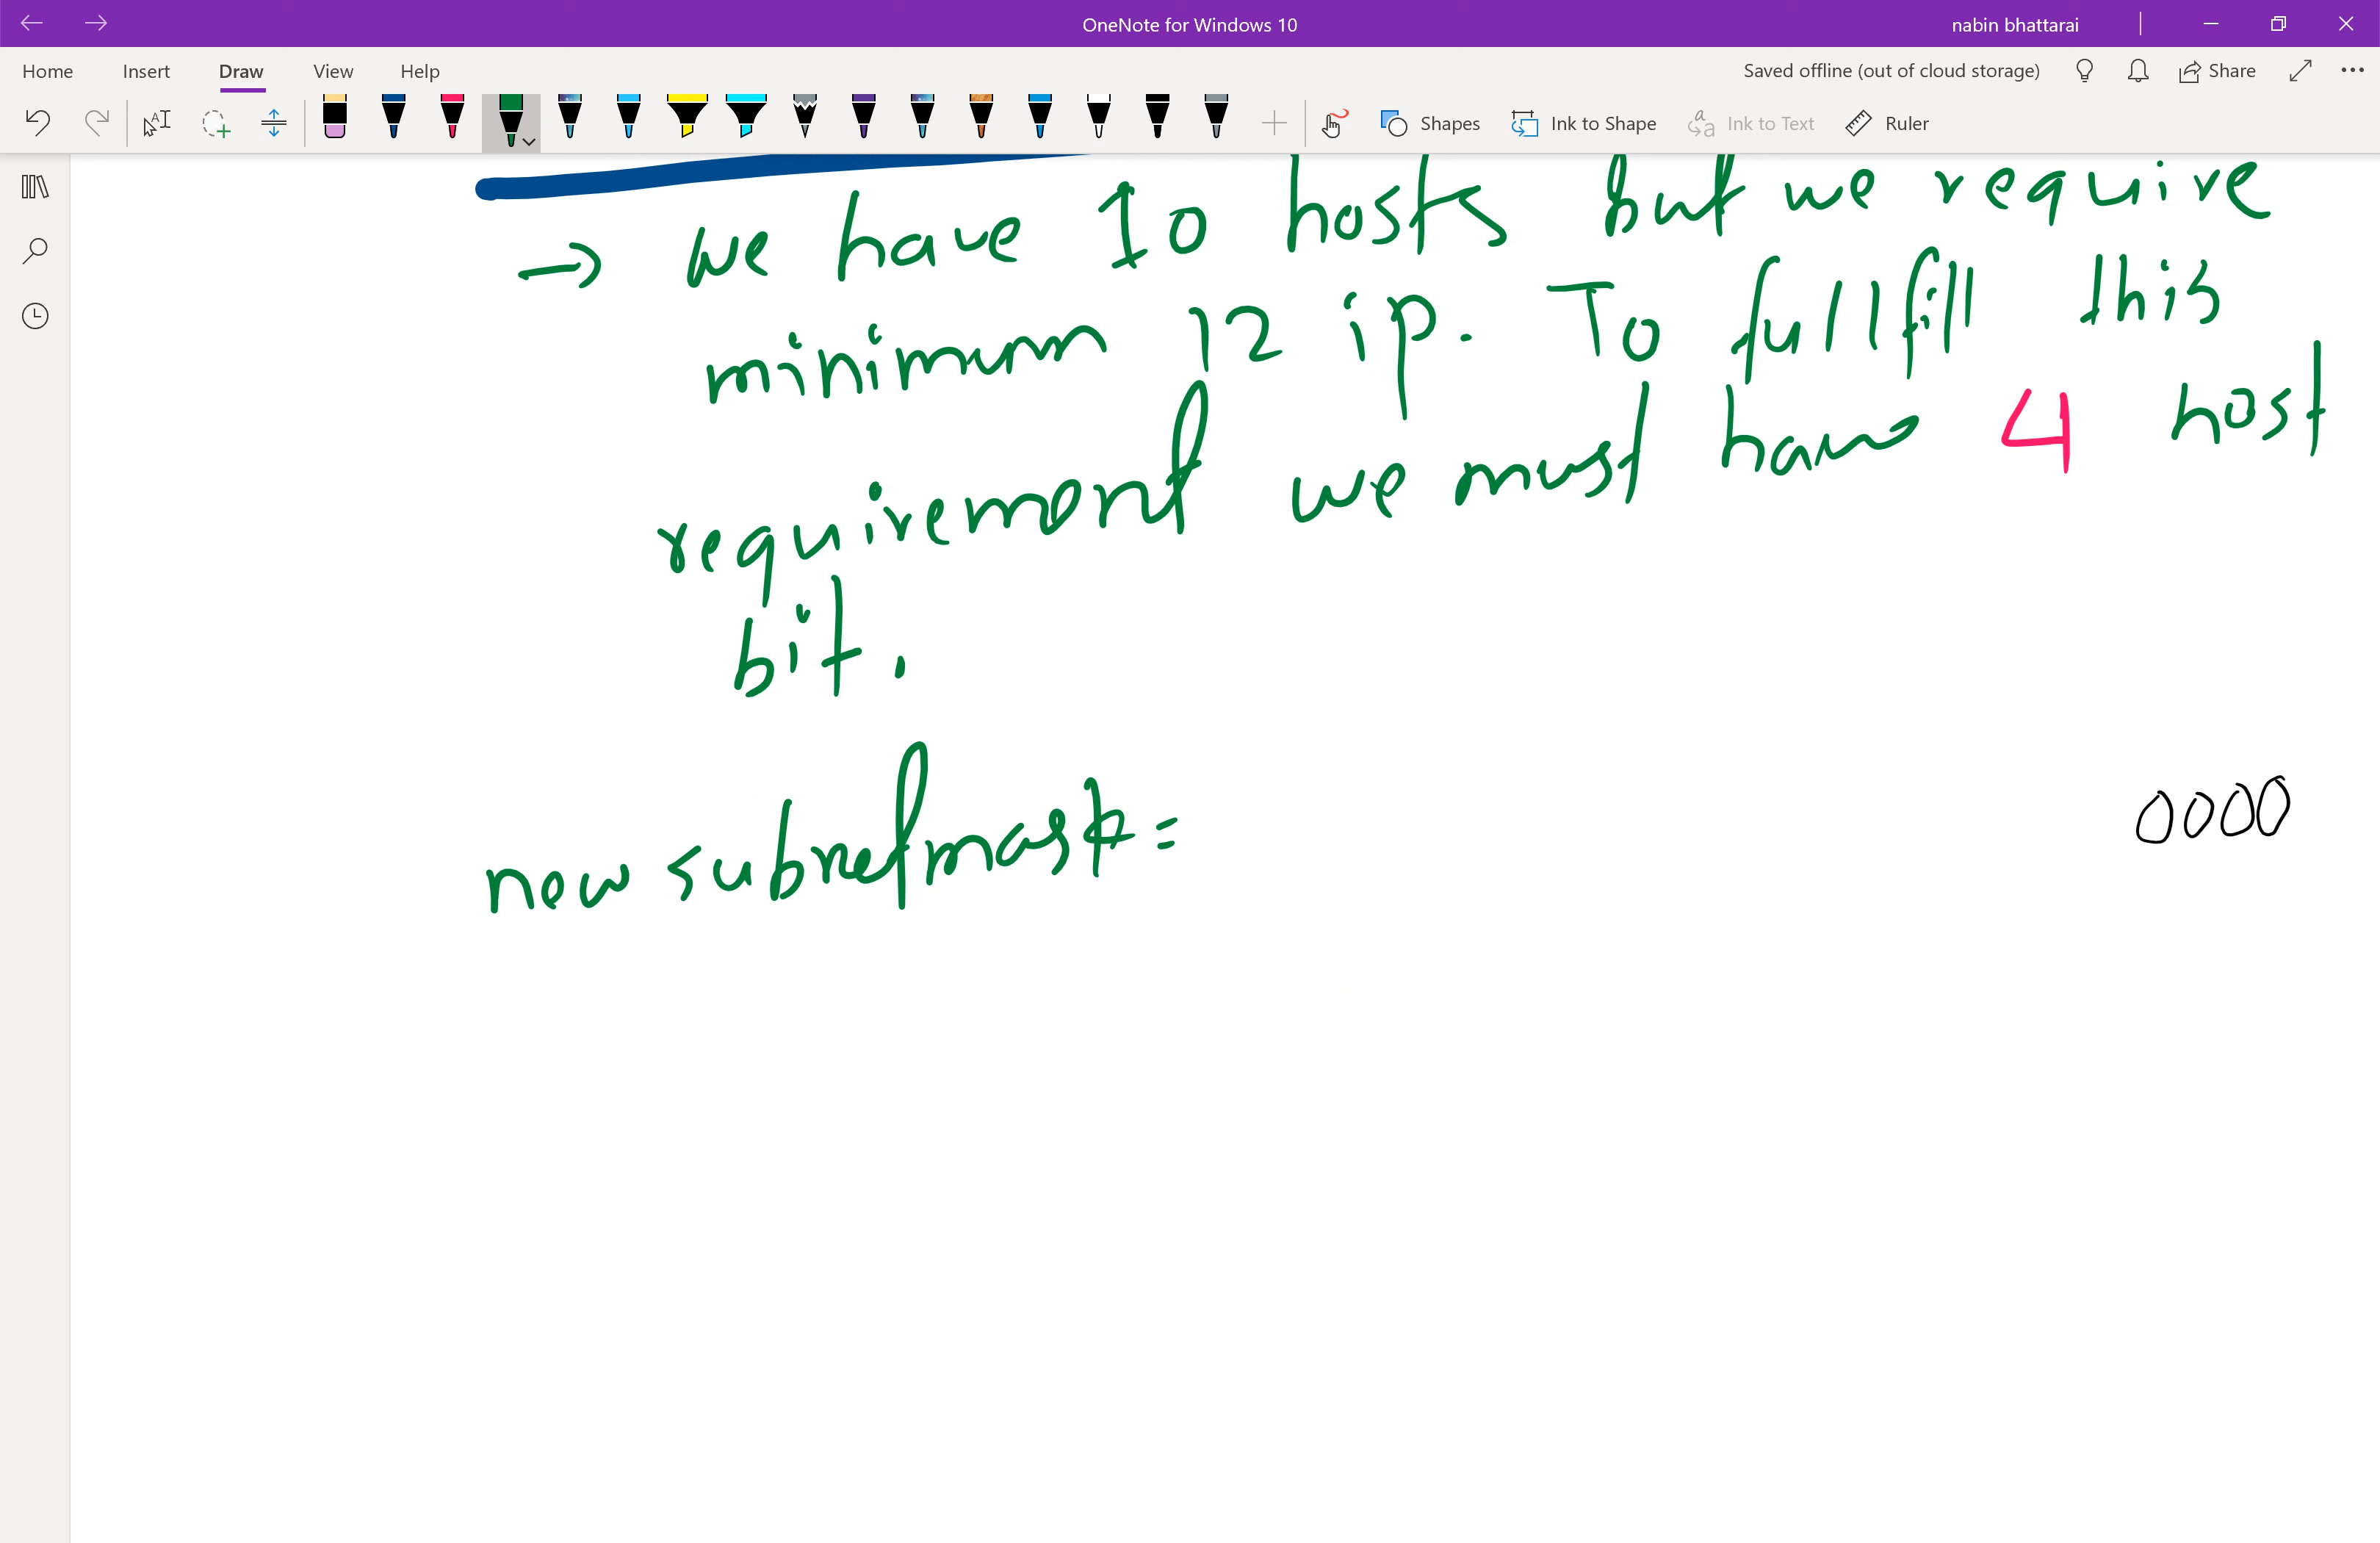 OneNote for Windows 10
nabin bhattarai
Home Insert Draw View Help
Saved offline (out of cloud storage)
Share
Shapes Ink to Shape Ink to Text Ruler
→ we have 10 hosts but we require
minimum 12 ip. To fullfill this
requirement we must have 4 host
bit.
new subnetmask =
0000